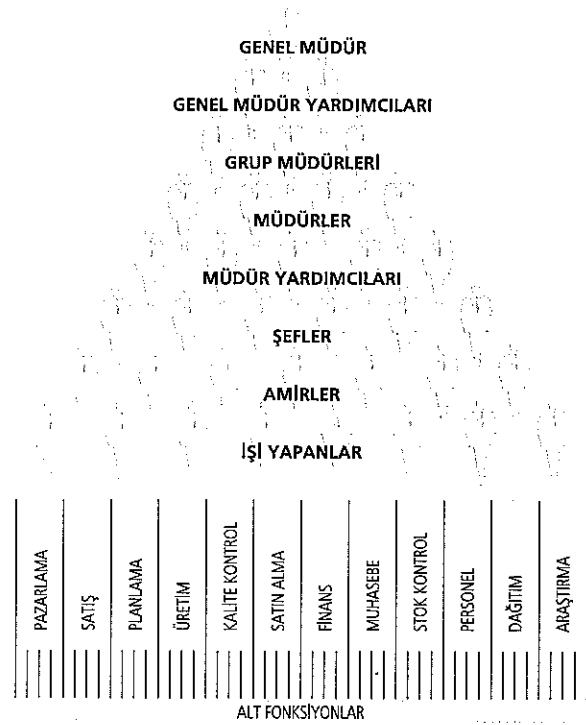 GENEL MÜDÜR
GENEL MÜDÜR YARDIMCILARI
GRUP MÜDÜRLERİ
MÜDÜRLER
MÜDÜR YARDIMCILARI
ŞEFLER
AMİRLER
İŞİ YAPANLAR
PAZARLAMA
SATIŞ
PLANLAMA
ÜRETİM
KALİTE KONTROL
SATIN ALMA
FİNANS
MUHASEBE
STOK KONTROL
PERSONEL
DAĞITIM
ARAŞTIRMA
ALT FONKSİYONLAR